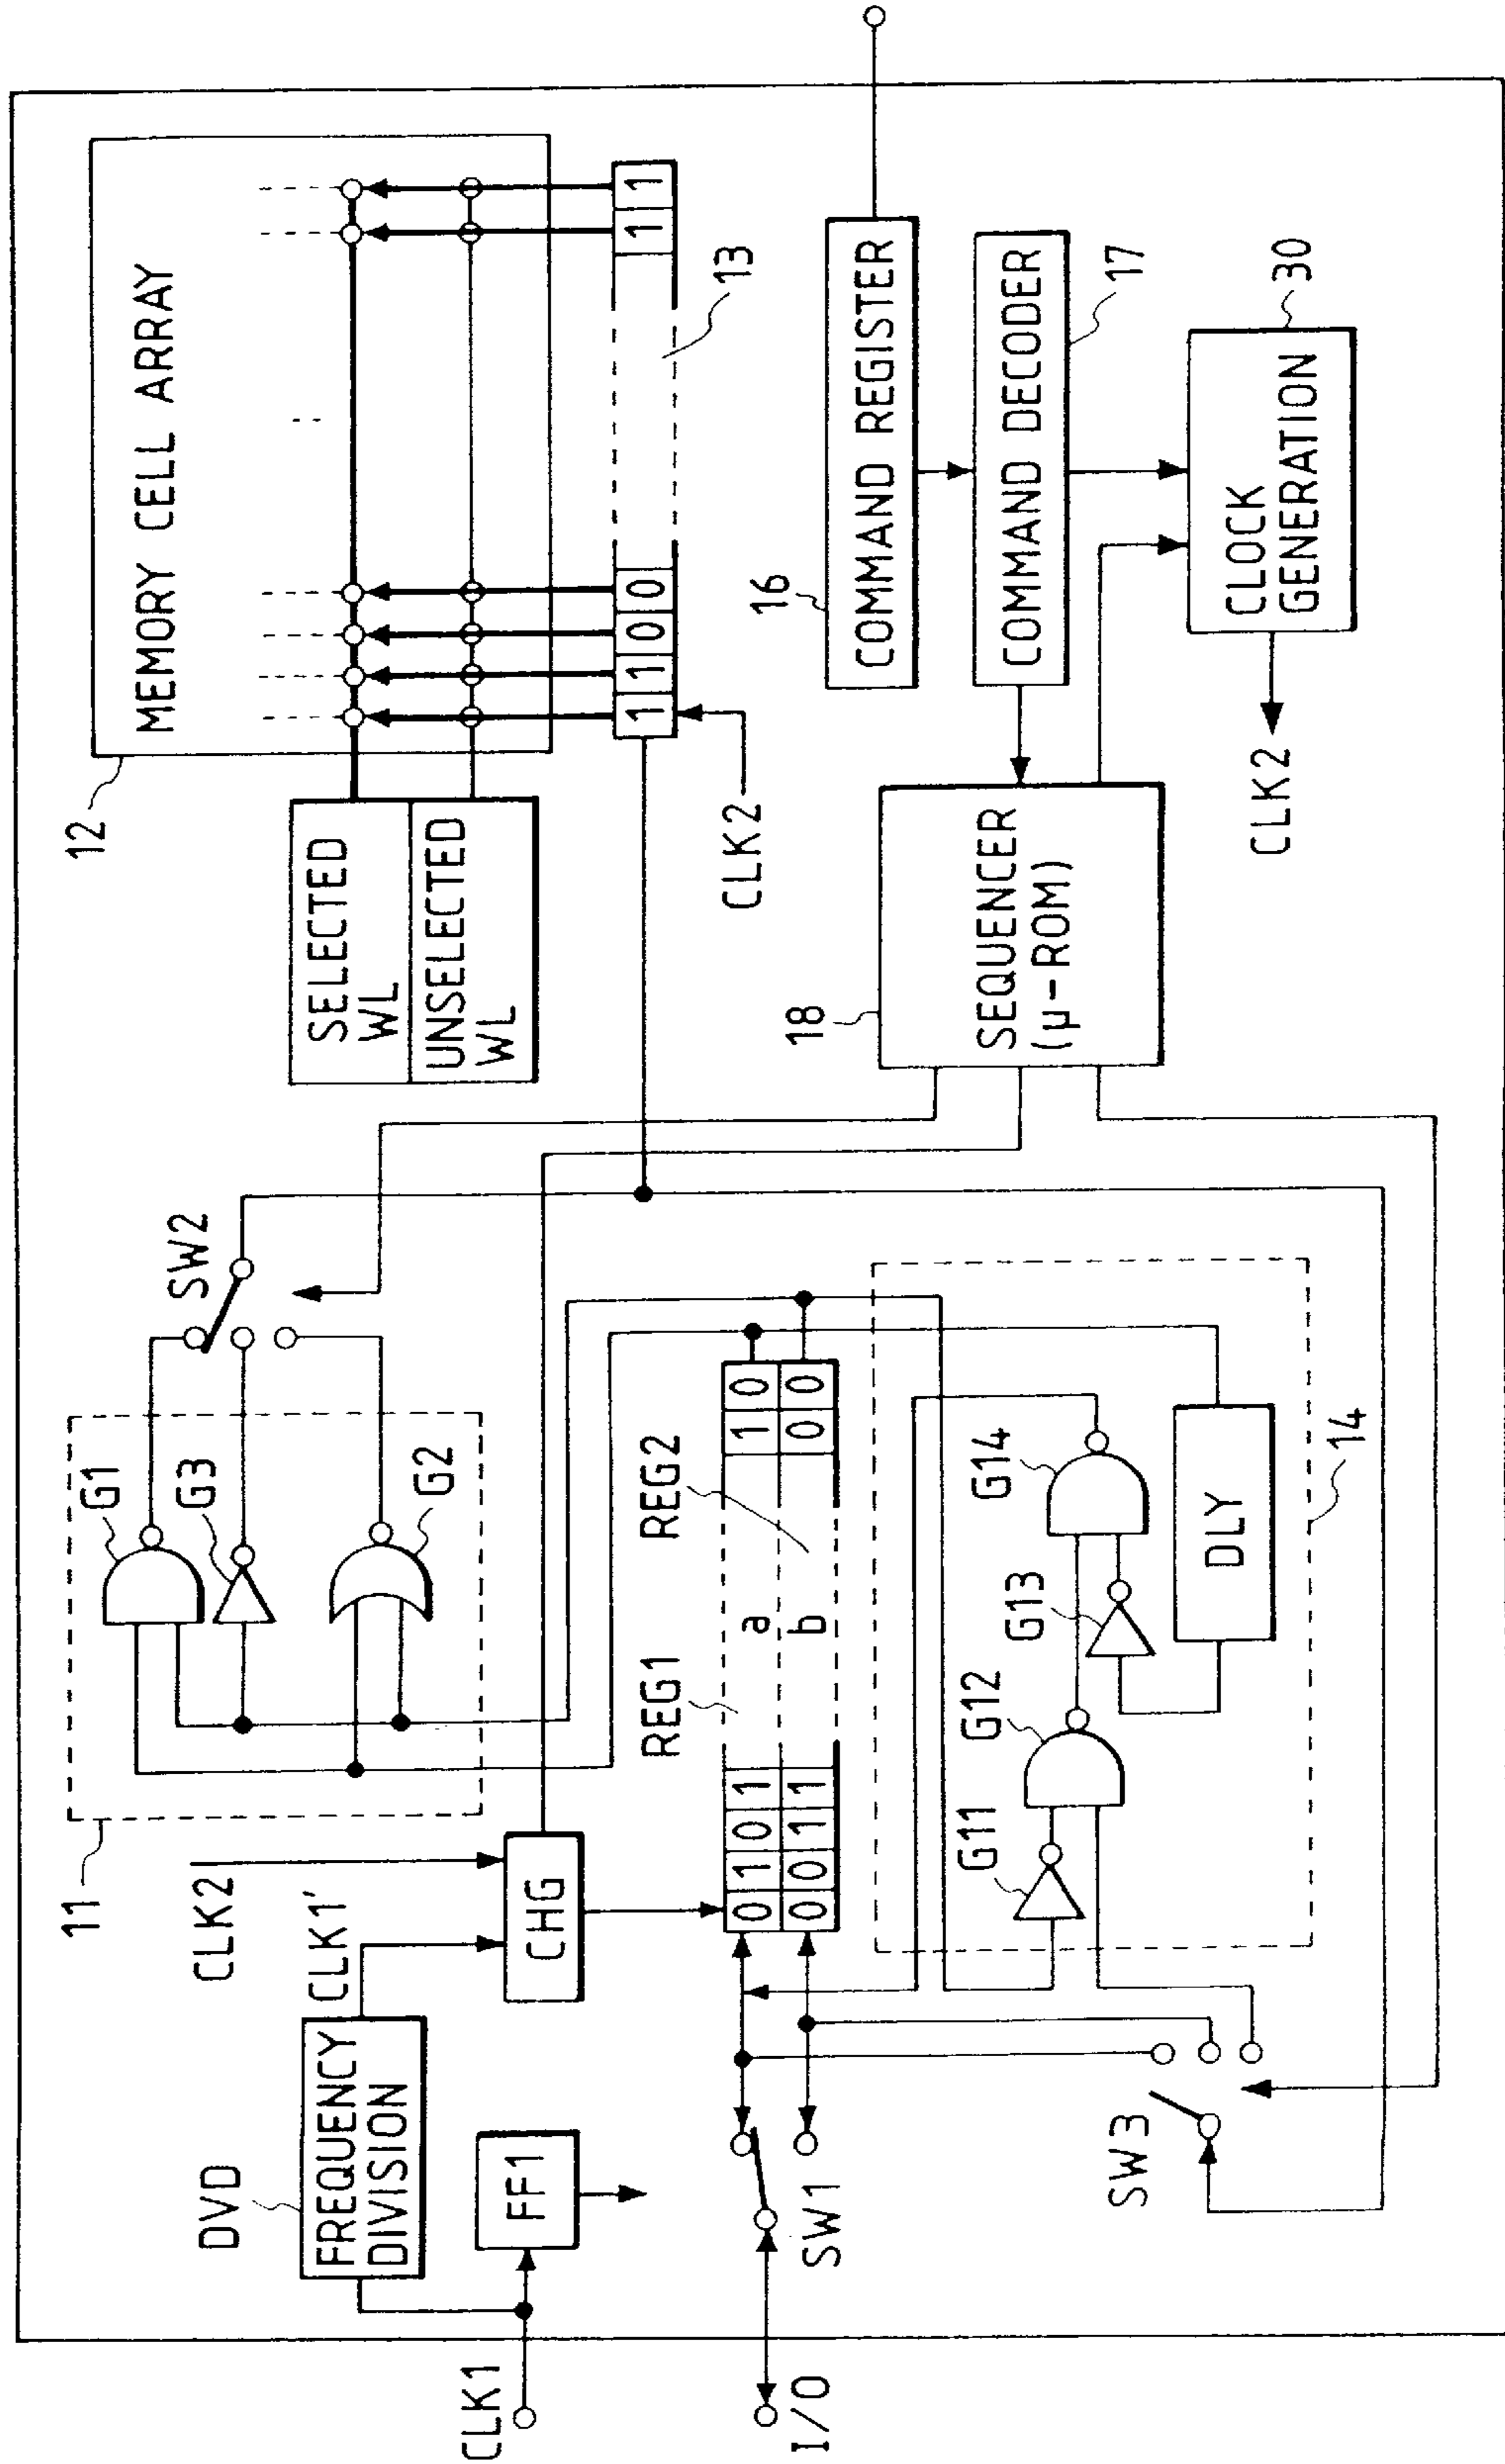 CLK1
I/O
DVD
FREQUENCY
DIVISION
CLK1'
CLK2
FF1
CHG
11
G1
G3
G2
SW2
SW1
REG1
REG2
0 1 0 1
1 0
a
b
0 0 1 1
0 0
G11
G12
G13
G14
DLY
14
SW3
12
MEMORY CELL ARRAY
SELECTED
WL
UNSELECTED
WL
1 1 0 0
1 1
13
CLK2
16
COMMAND REGISTER
COMMAND DECODER
17
18
SEQUENCER
(μ-ROM)
CLOCK
GENERATION
30
CLK2